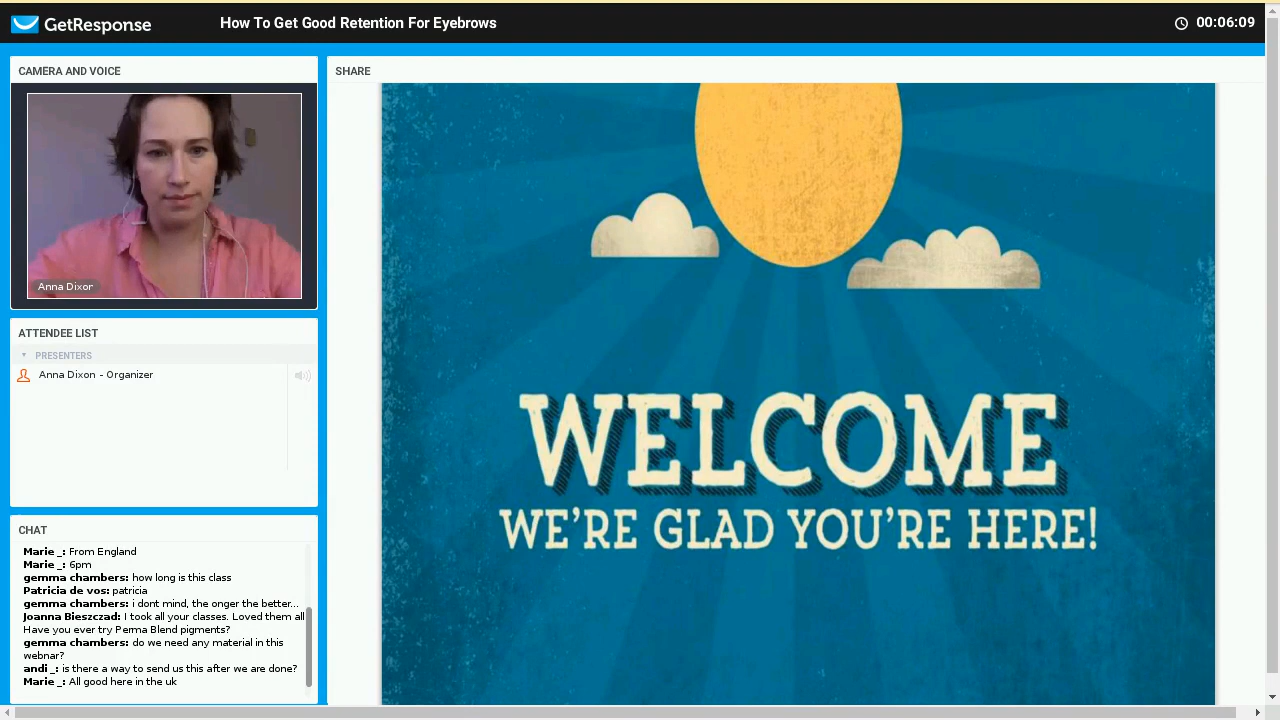 GetResponse
How To Get Good Retention For Eyebrows
00:06:09
CAMERA AND VOICE
Anna Dixon
ATTENDEE LIST
PRESENTERS
Anna Dixon - Organizer
CHAT
Marie _: From England
Marie _: 6pm
gemma chambers: how long is this class
Patricia de vos: patricia
gemma chambers: i dont mind, the onger the better...
Joanna Bieszczad: I took all your classes. Loved them all
Have you ever try Perma Blend pigments?
gemma chambers: do we need any material in this
webnar?
andi _: is there a way to send us this after we are done?
Marie _: All good here in the uk
SHARE
WELCOME
WE'RE GLAD YOU'RE HERE!